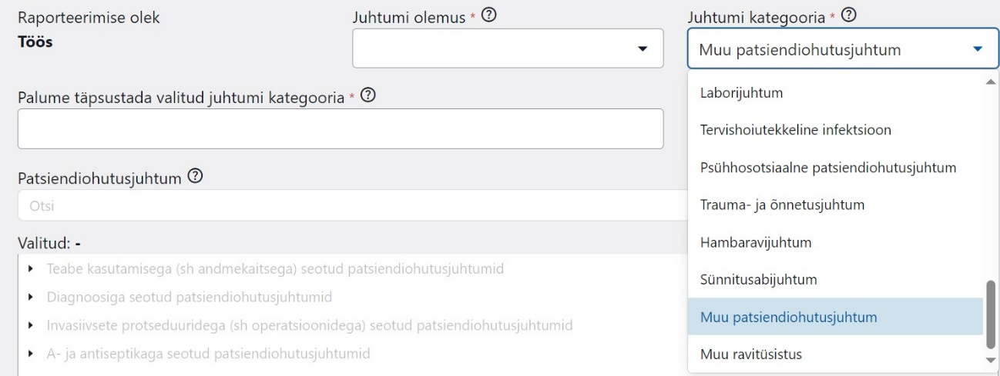 Raporteerimise olek
Töös
Juhtumi olemus *
Juhtumi kategooria *
Muu patsiendiohutusjuhtum
Laborijuhtum
Tervishoiutekkeline infektsioon
Psühhosotsiaalne patsiendiohutusjuhtum
Trauma- ja õnnetusjuhtum
Hambaravijuhtum
Sünnitusabijuhtum
Muu patsiendiohutusjuhtum
Muu ravitüsistus
Palume täpsustada valitud juhtumi kategooria *
Patsiendiohutusjuhtum
Otsi
Valitud: -
Teabe kasutamisega (sh andmekaitsega) seotud patsiendiohutusjuhtumid
Diagnoosiga seotud patsiendiohutusjuhtumid
Invasiivsete protseduuridega (sh operatsioonidega) seotud patsiendiohutusjuhtumid
A- ja antiseptikaga seotud patsiendiohutusjuhtumid